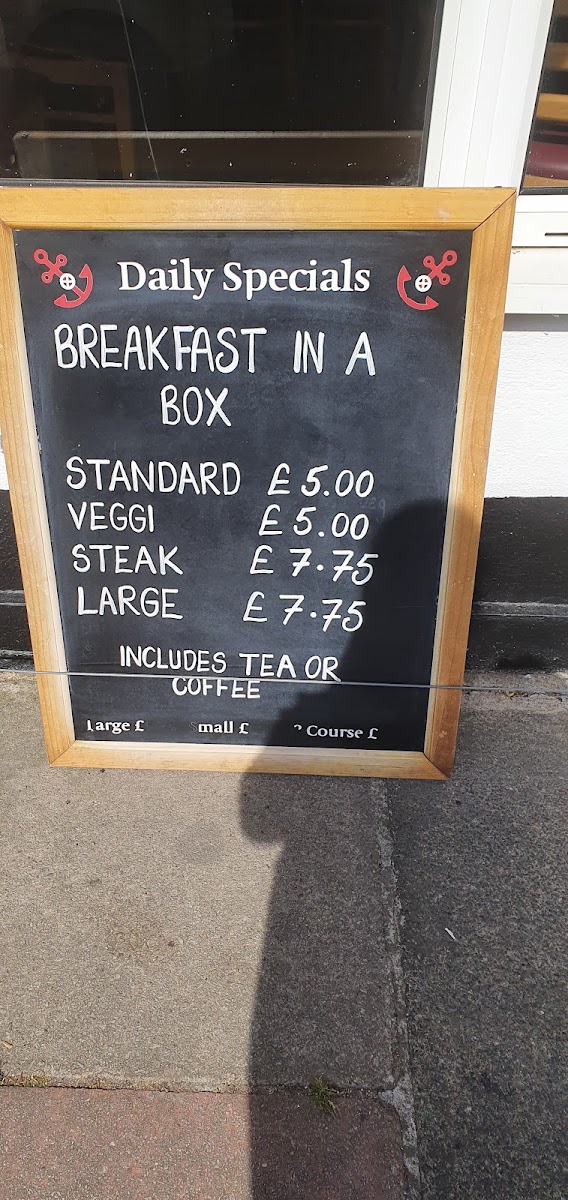 Daily Specials
BREAKFAST IN A
BOX
STANDARD £5.00
VEGGI £5.00
STEAK £7.75
LARGE £7.75
INCLUDES TEA OR
COFFEE
Large £ Small £ Course £